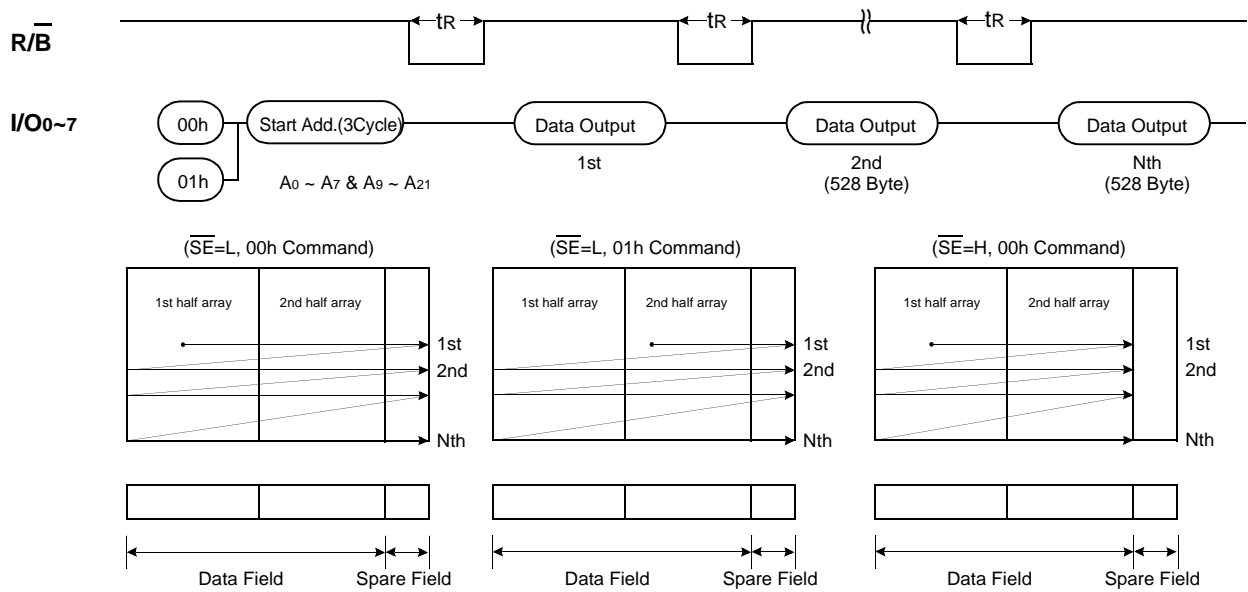 R/B tR tR tR
I/O0~7 00h Start Add.(3Cycle) Data Output Data Output Data Output
01h A0 ~ A7 & A9 ~ A21 1st 2nd Nth
(528 Byte) (528 Byte)
(SE=L, 00h Command) (SE=L, 01h Command) (SE=H, 00h Command)
1st half array 2nd half array 1st half array 2nd half array 1st half array 2nd half array
1st 1st 1st
2nd 2nd 2nd
Nth Nth Nth
Data Field Spare Field Data Field Spare Field Data Field Spare Field